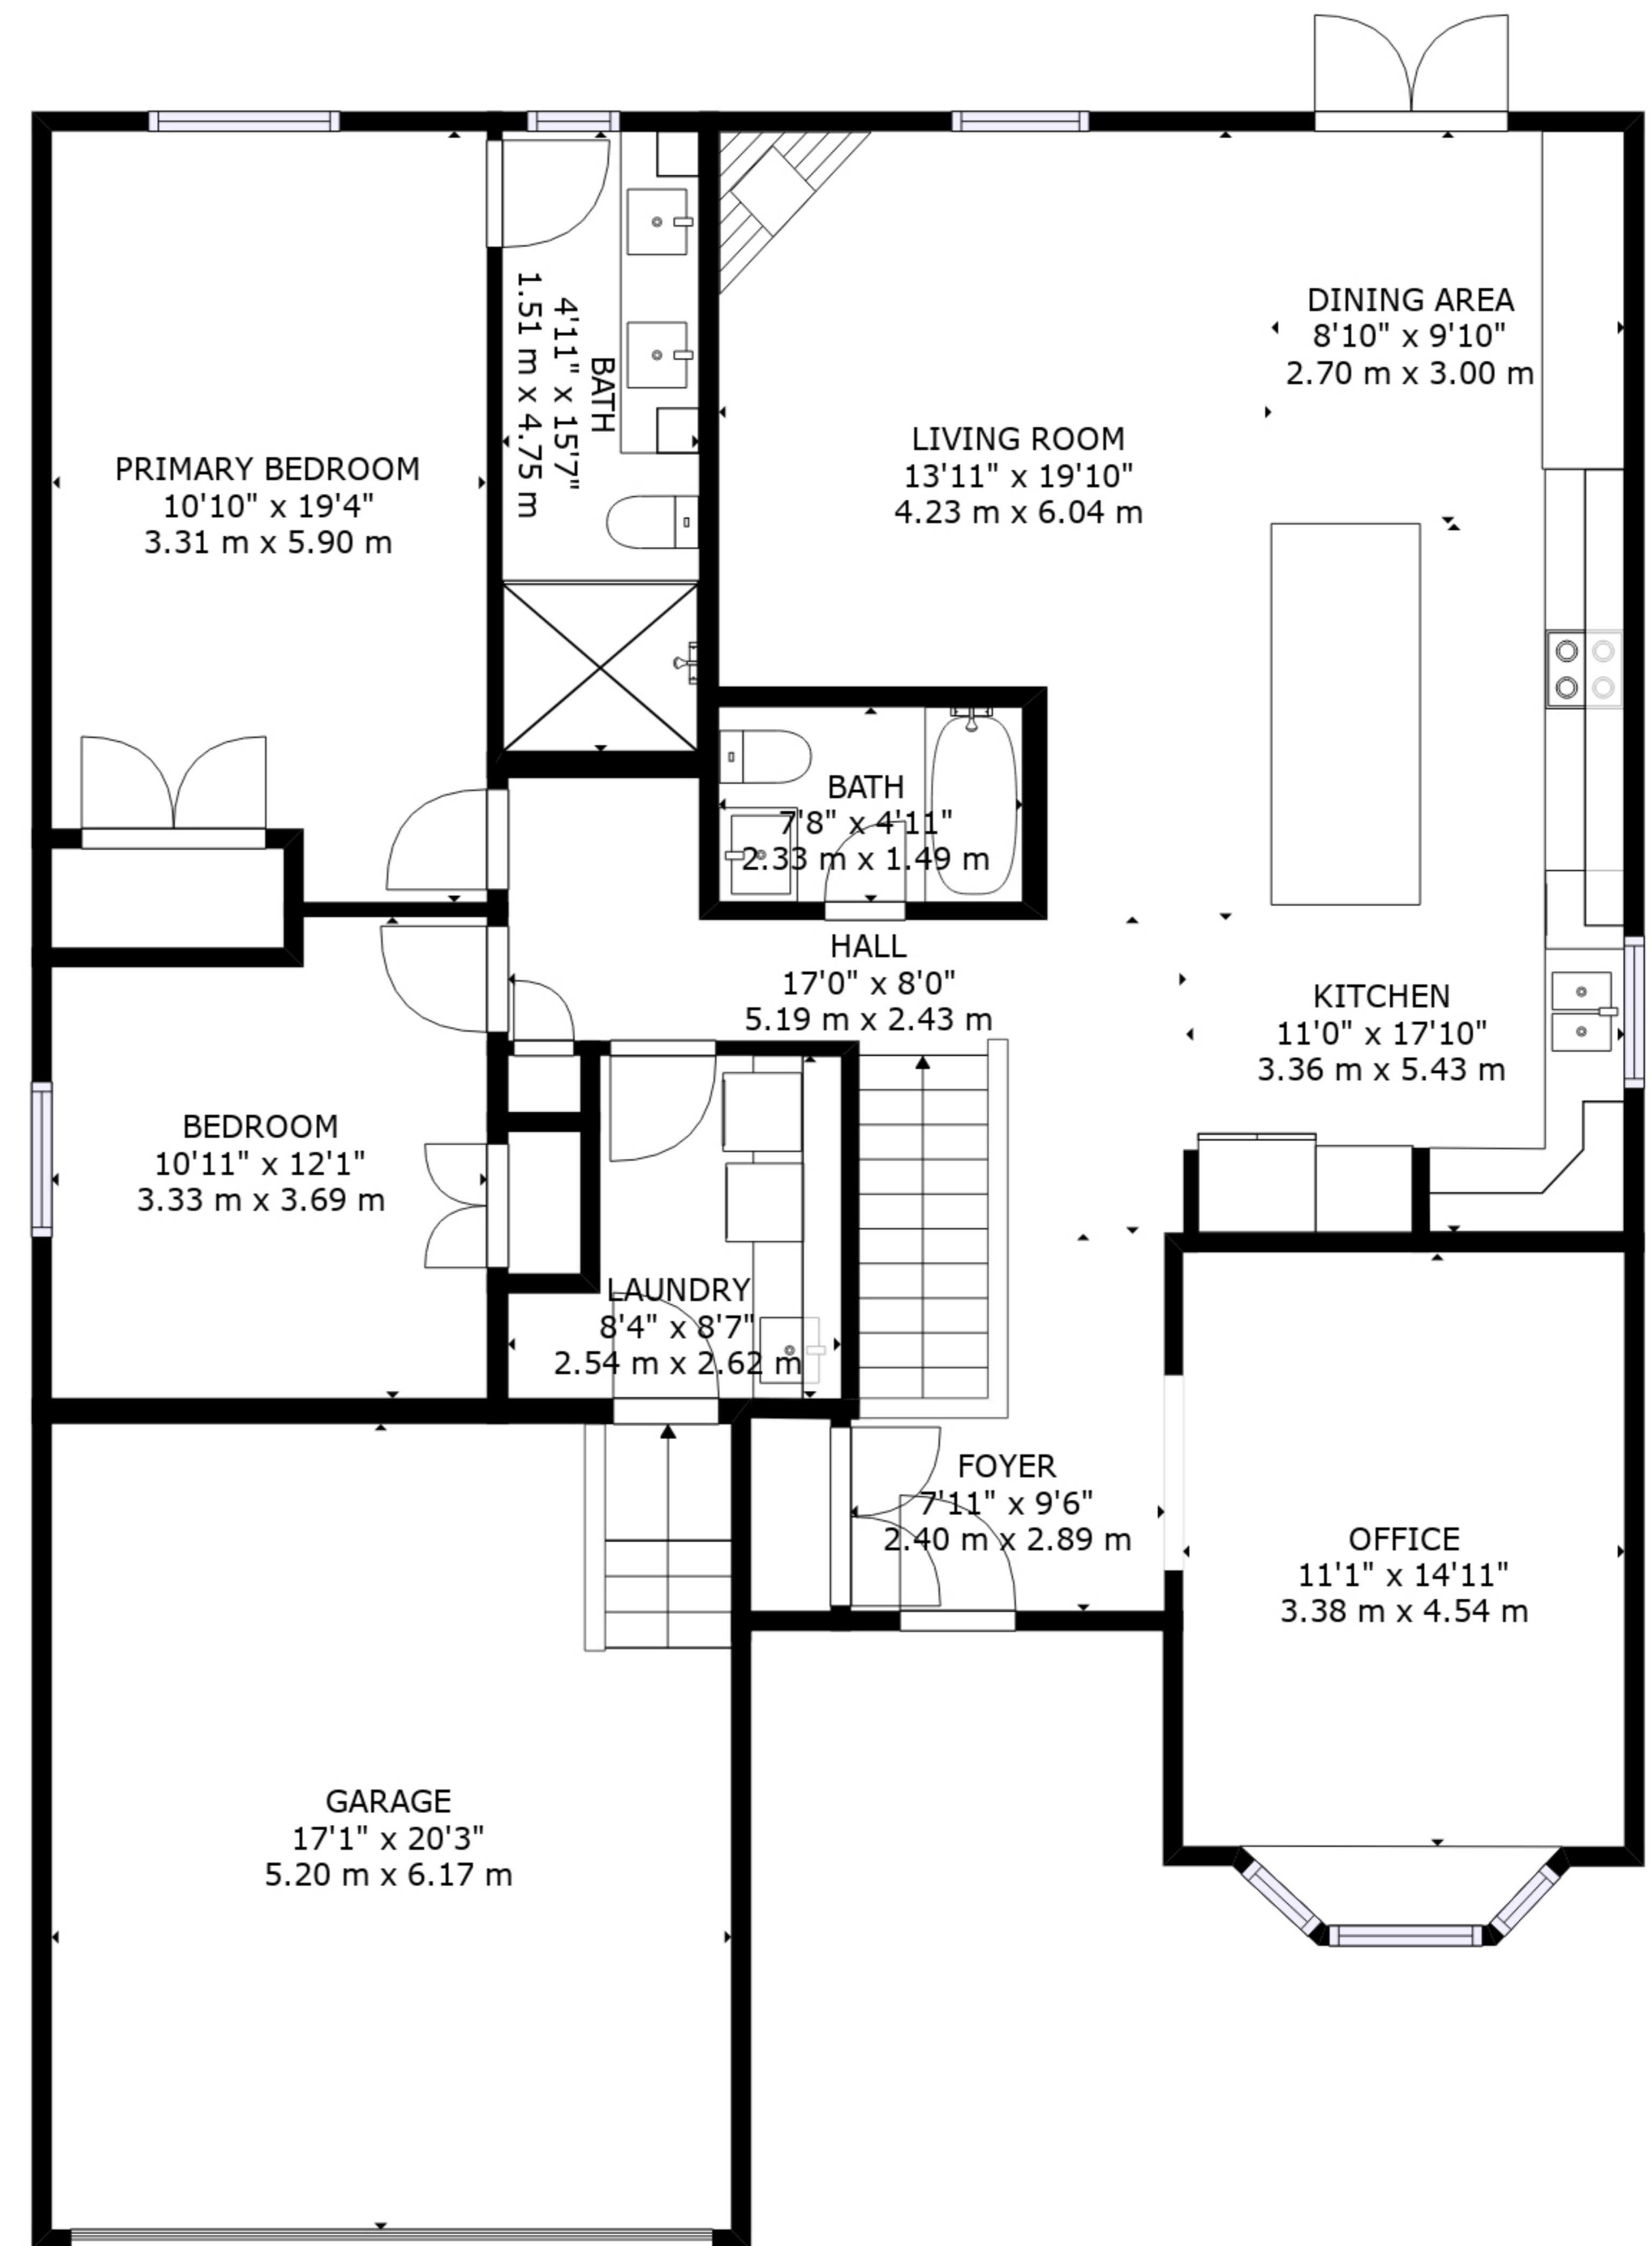 DINING AREA
8'10" x 9'10"
2.70 m x 3.00 m
BATH
4'11" x 15'7"
1.51 m x 4.75 m
LIVING ROOM
13'11" x 19'10"
4.23 m x 6.04 m
PRIMARY BEDROOM
10'10" x 19'4"
3.31 m x 5.90 m
BATH
7'8" x 4'11"
2.33 m x 1.49 m
HALL
17'0" x 8'0"
5.19 m x 2.43 m
KITCHEN
11'0" x 17'10"
3.36 m x 5.43 m
BEDROOM
10'11" x 12'1"
3.33 m x 3.69 m
LAUNDRY
8'4" x 8'7"
2.54 m x 2.62 m
FOYER
7'11" x 9'6"
2.40 m x 2.89 m
OFFICE
11'1" x 14'11"
3.38 m x 4.54 m
GARAGE
17'1" x 20'3"
5.20 m x 6.17 m